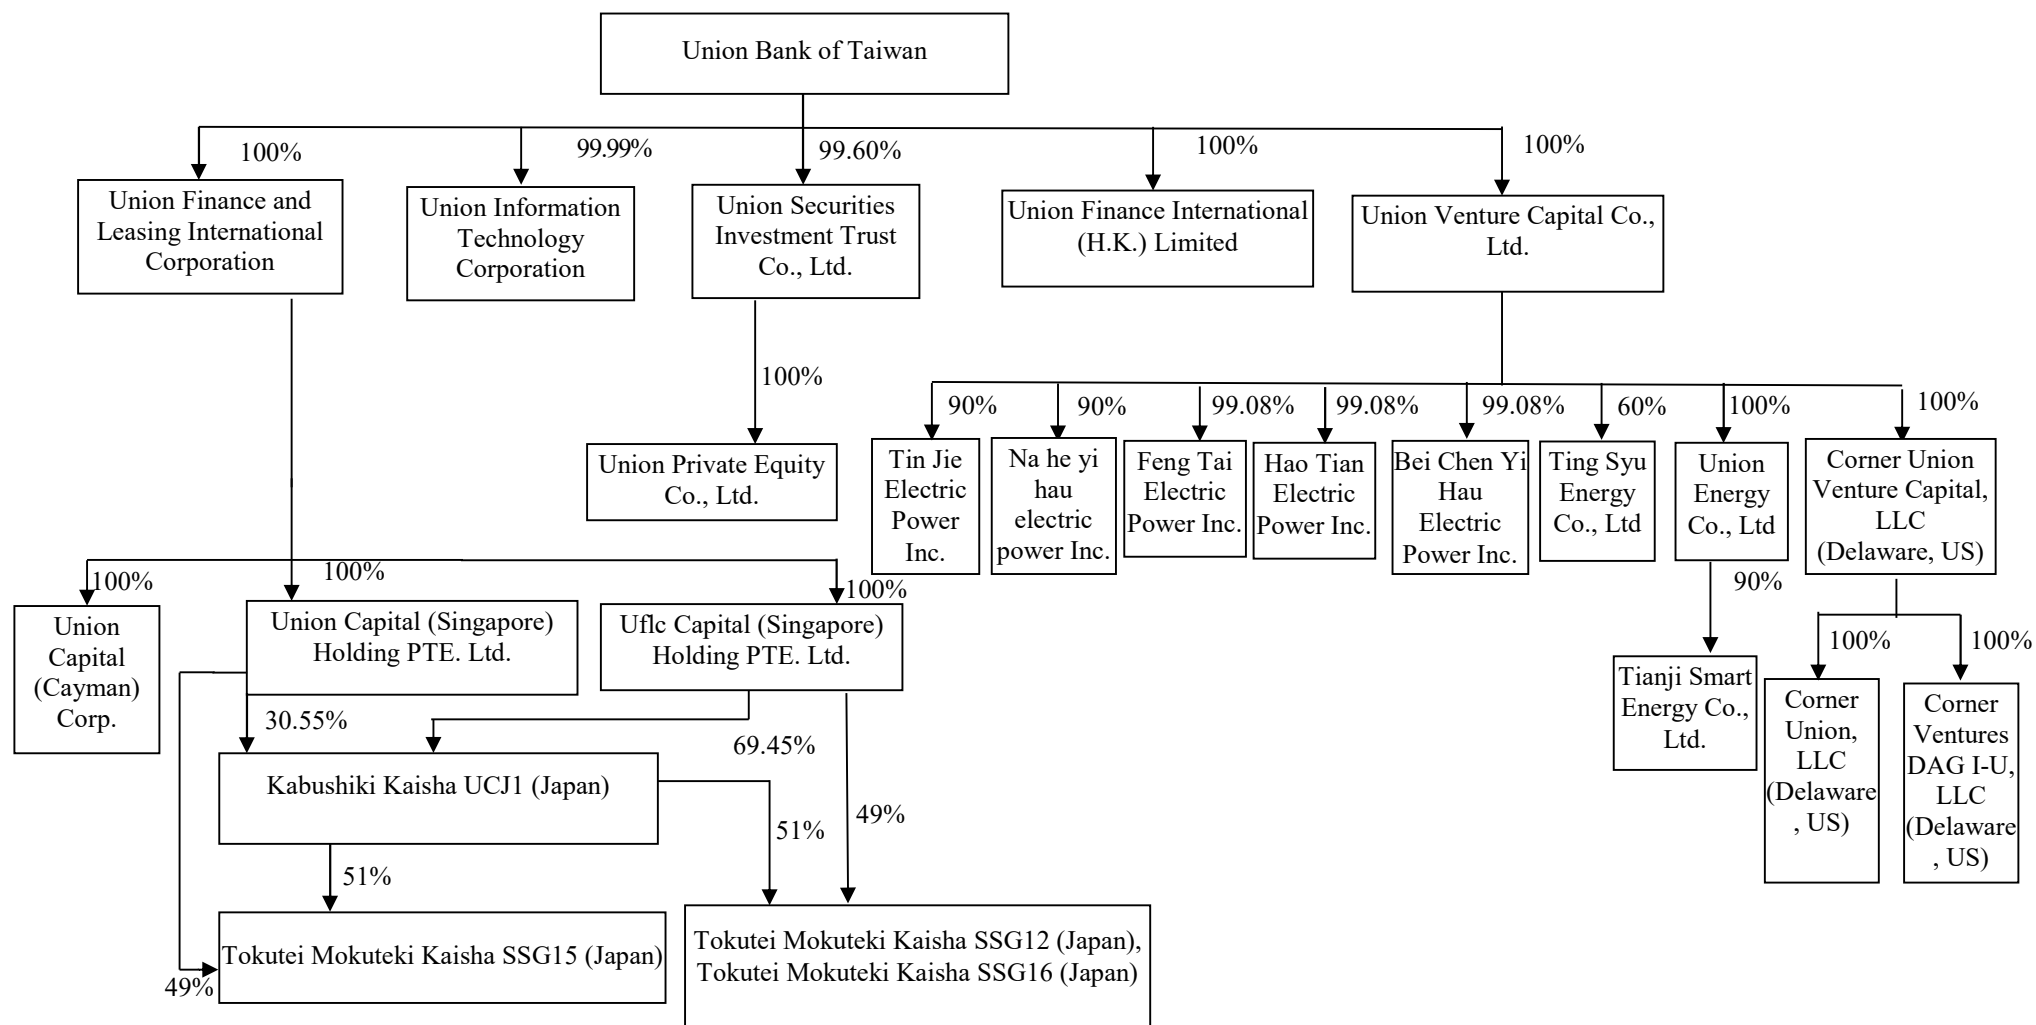 Union Bank of Taiwan
100%
99.99%
99.60%
100%
100%
Union Finance and
Leasing International
Corporation
Union Information
Technology
Corporation
Union Securities
Investment Trust
Co., Ltd.
Union Finance International
(H.K.) Limited
Union Venture Capital Co.,
Ltd.
100%
90%
90%
99.08%
99.08%
99.08%
60%
100%
100%
Union Private Equity
Co., Ltd.
Tin Jie
Electric
Power
Inc.
Na he yi
hau
electric
power Inc.
Feng Tai
Electric
Power Inc.
Hao Tian
Electric
Power Inc.
Bei Chen Yi
Hau
Electric
Power Inc.
Ting Syu
Energy
Co., Ltd
Union
Energy
Co., Ltd
Corner Union
Venture Capital,
LLC
(Delaware, US)
100%
100%
100%
90%
Union
Capital
(Cayman)
Corp.
Union Capital (Singapore)
Holding PTE. Ltd.
Uflc Capital (Singapore)
Holding PTE. Ltd.
100%
100%
Tianji Smart
Energy Co.,
Ltd.
Corner
Union,
LLC
(Delaware
, US)
Corner
Ventures
DAG I-U,
LLC
(Delaware
, US)
30.55%
69.45%
Kabushiki Kaisha UCJ1 (Japan)
51%
49%
51%
Tokutei Mokuteki Kaisha SSG15 (Japan)
49%
Tokutei Mokuteki Kaisha SSG12 (Japan),
Tokutei Mokuteki Kaisha SSG16 (Japan)